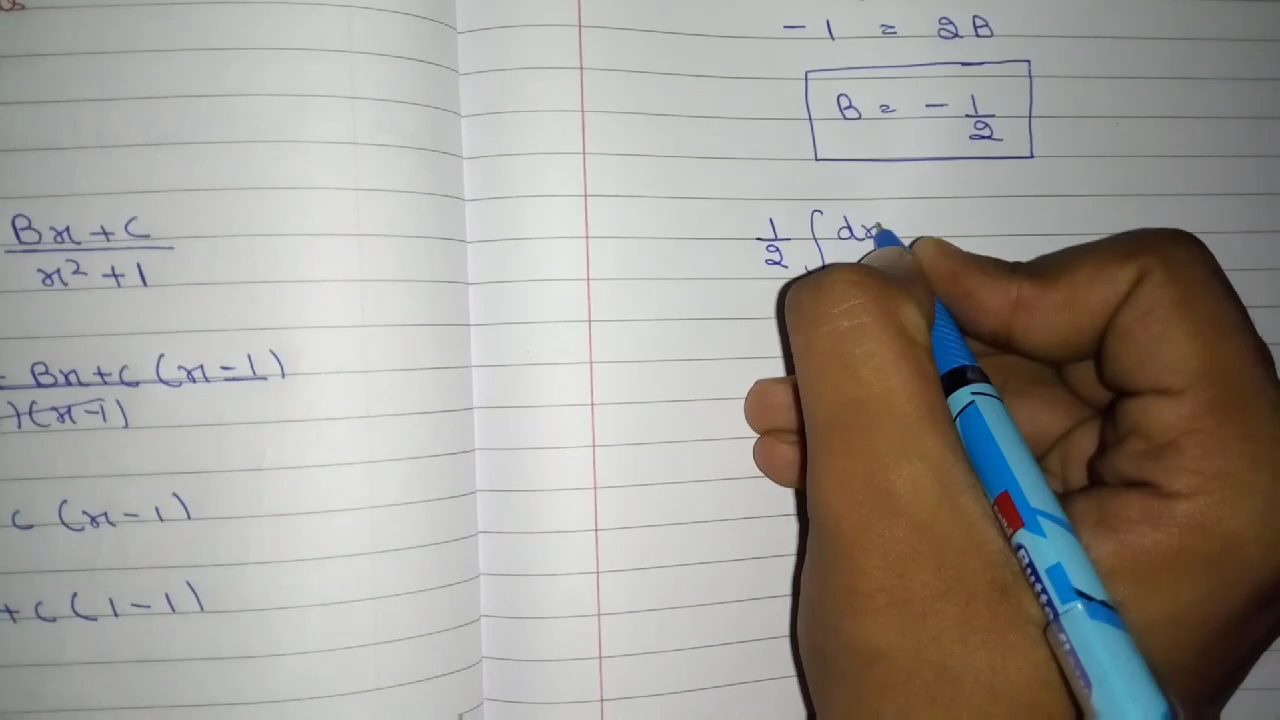 Bx + C
x² + 1
Bx + C (x - 1)
) (x - 1)
C (x - 1)
+ C (1 - 1)
- 1 = 2B
B = - 1/2
1/2 ∫ dx